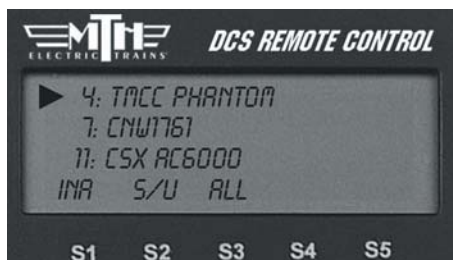 MTH DCS REMOTE CONTROL
ELECTRIC TRAINS
4: TMCC PHANTOM
7: CNW1761
11: CSX AC6000
INA S/U ALL
S1 S2 S3 S4 S5